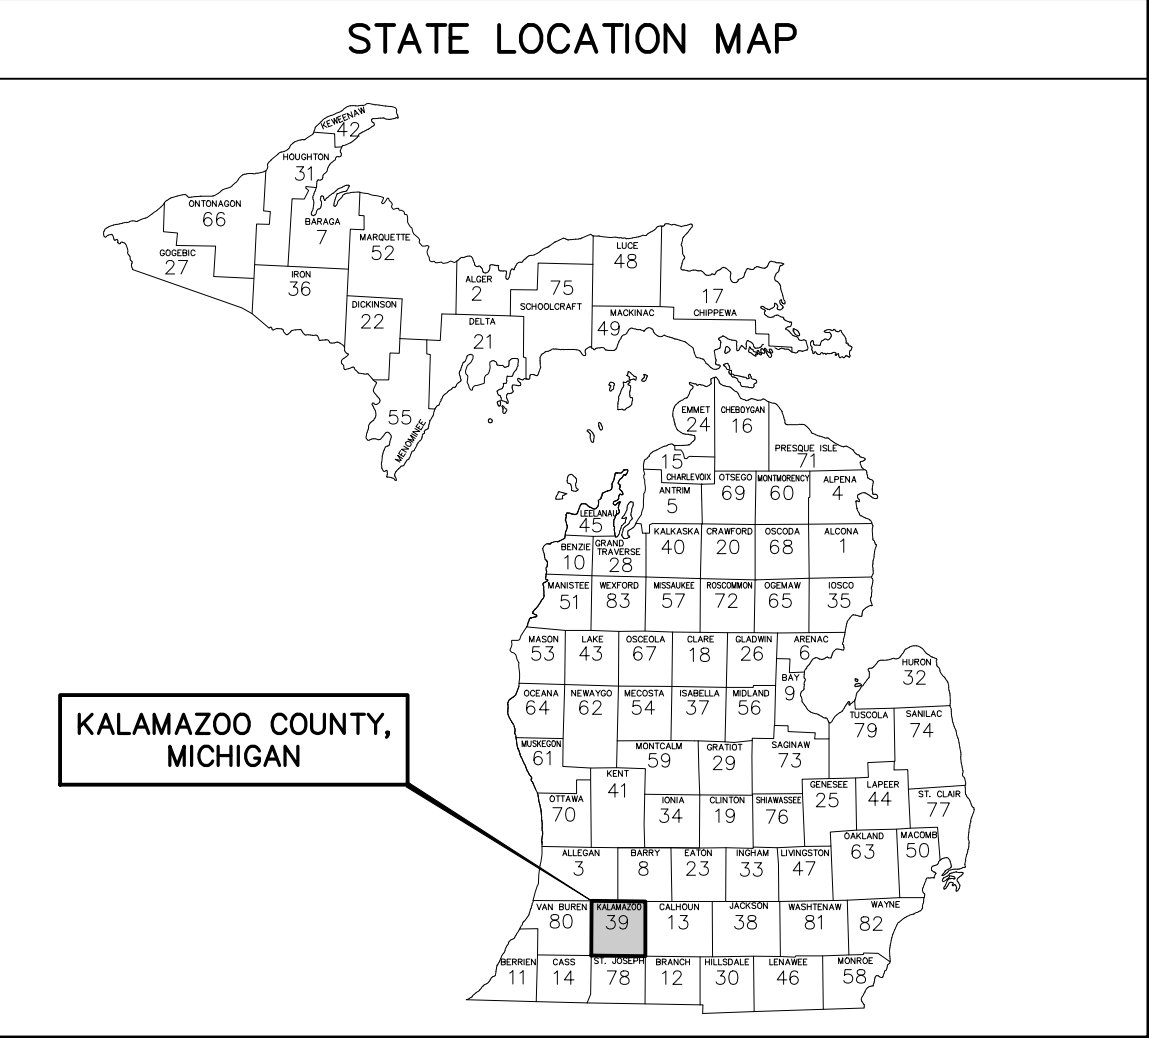 STATE LOCATION MAP
KEWEENAW
42
HOUGHTON
31
ONTONAGON
66
BARAGA
7
GOGEBIC
27
MARQUETTE
52
IRON
36
DICKINSON
22
ALGER
2
75
SCHOOLCRAFT
LUCE
48
17
CHIPPEWA
MACKINAC
49
DELTA
21
55
MENOMINEE
EMMET
24
CHEBOYGAN
16
PRESQUE ISLE
71
15
CHARLEVOIX
ANTRIM
5
OTSEGO
69
MONTMORENCY
60
ALPENA
4
LEELANAU
45
BENZIE
10
GRAND
TRAVERSE
28
KALKASKA
40
CRAWFORD
20
OSCODA
68
ALCONA
1
MANISTEE
51
WEXFORD
83
MISSAUKEE
57
ROSCOMMON
72
OGEMAW
65
IOSCO
35
MASON
53
LAKE
43
OSCEOLA
67
CLARE
18
GLADWIN
26
ARENAC
6
HURON
32
OCEANA
64
NEWAYGO
62
MECOSTA
54
ISABELLA
37
MIDLAND
56
BAY
9
KALAMAZOO COUNTY,
MICHIGAN
TUSCOLA
79
SANILAC
74
MUSKEGON
61
MONTCALM
59
GRATIOT
29
SAGINAW
73
KENT
41
OTTAWA
70
IONIA
34
CLINTON
19
SHIAWASSEE
76
GENESEE
25
LAPEER
44
ST. CLAIR
77
ALLEGAN
3
BARRY
8
EATON
23
INGHAM
33
LIVINGSTON
47
OAKLAND
63
MACOMB
50
VAN BUREN
80
KALAMAZOO
39
CALHOUN
13
JACKSON
38
WASHTENAW
81
WAYNE
82
BERRIEN
11
CASS
14
ST. JOSEPH
78
BRANCH
12
HILLSDALE
30
LENAWEE
46
MONROE
58